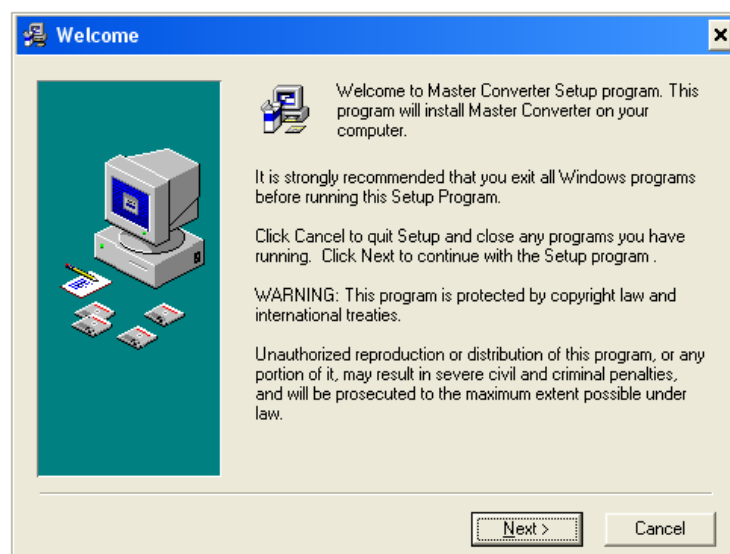 Welcome
Welcome to Master Converter Setup program. This
program will install Master Converter on your
computer.
It is strongly recommended that you exit all Windows programs
before running this Setup Program.
Click Cancel to quit Setup and close any programs you have
running.  Click Next to continue with the Setup program .
WARNING: This program is protected by copyright law and
international treaties.
Unauthorized reproduction or distribution of this program, or any
portion of it, may result in severe civil and criminal penalties,
and will be prosecuted to the maximum extent possible under
law.
Next >
Cancel